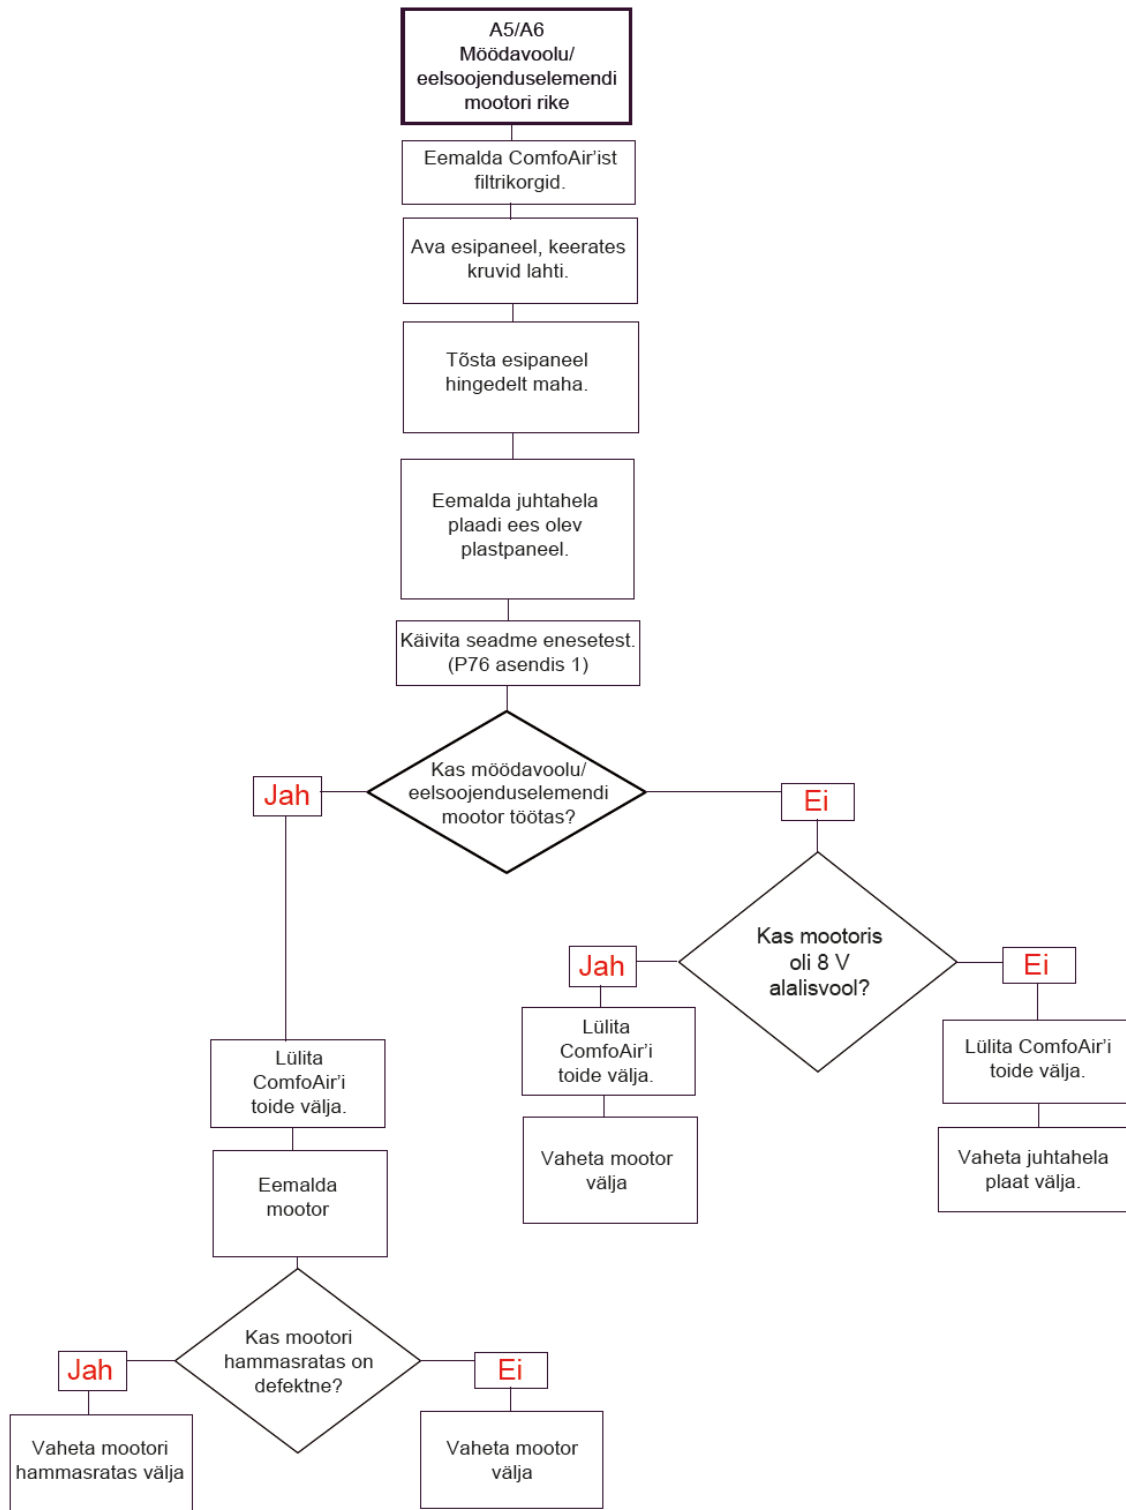 A5/A6
Möödavoolu/
eelsoojenduselemendi
mootori rike
Eemalda ComfoAir'ist
filtrikorgid.
Ava esipaneel, keerates
kruvid lahti.
Tõsta esipaneel
hingedelt maha.
Eemalda juhtahela
plaadi ees olev
plastpaneel.
Käivita seadme enesetest.
(P76 asendis 1)
Kas möödavoolu/
eelsoojenduselemendi
mootor töötas?
Jah
Ei
Kas mootoris
oli 8 V
alalisvool?
Jah
Ei
Lülita
ComfoAir'i
toide välja.
Lülita ComfoAir'i
toide välja.
Vaheta mootor
välja
Vaheta juhtahela
plaat välja.
Lülita
ComfoAir'i
toide välja.
Eemalda
mootor
Kas mootori
hammasratas on
defektne?
Jah
Ei
Vaheta mootori
hammasratas välja
Vaheta mootor
välja